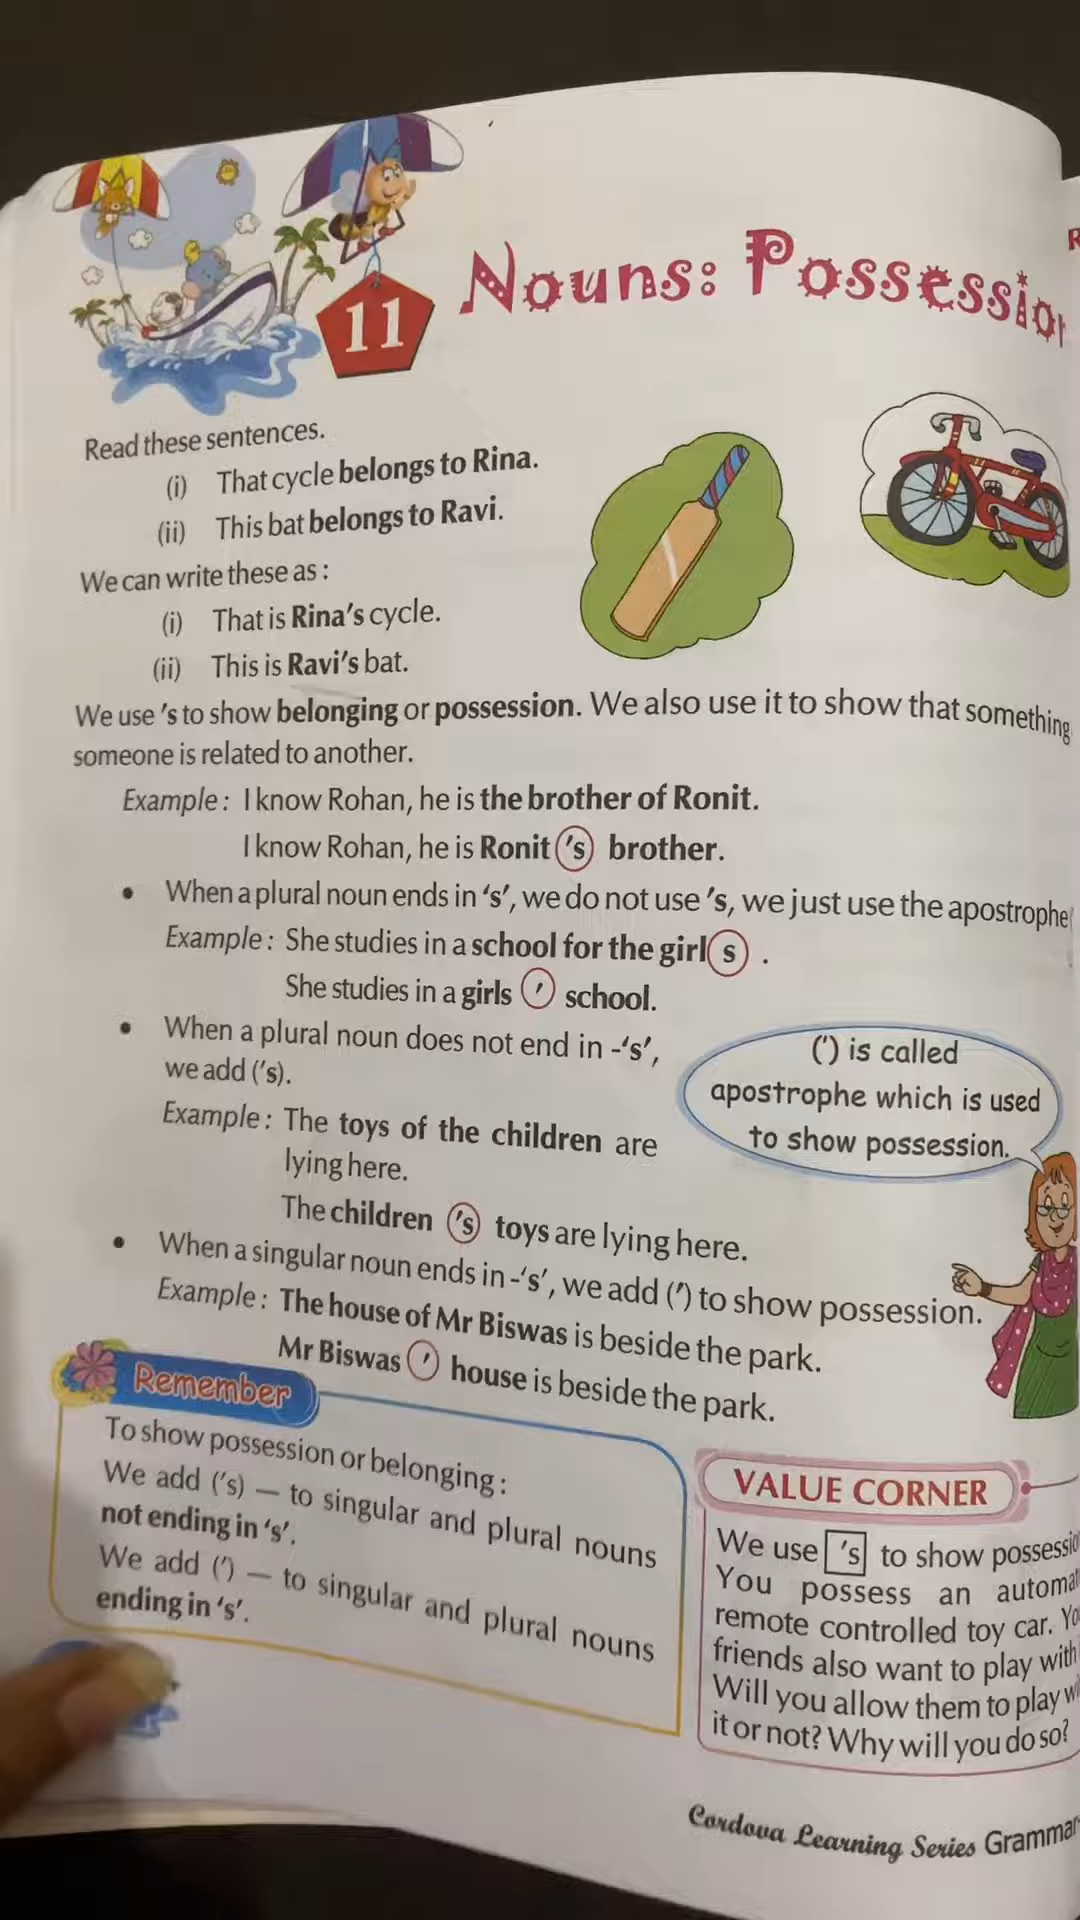 11
Nouns: Possession
Read these sentences.
(i) That cycle belongs to Rina.
(ii) This bat belongs to Ravi.
We can write these as :
(i) That is Rina’s cycle.
(ii) This is Ravi’s bat.
We use ’s to show belonging or possession. We also use it to show that something
someone is related to another.
Example : I know Rohan, he is the brother of Ronit.
I know Rohan, he is Ronit ’s brother.
• When a plural noun ends in ‘s’, we do not use ’s, we just use the apostrophe
Example : She studies in a school for the girl s .
She studies in a girls ’ school.
• When a plural noun does not end in -‘s’,
we add (’s).
Example : The toys of the children are
lying here.
The children ’s toys are lying here.
(’) is called
apostrophe which is used
to show possession.
• When a singular noun ends in -‘s’, we add (’) to show possession.
Example : The house of Mr Biswas is beside the park.
Mr Biswas ’ house is beside the park.
Remember
To show possession or belonging :
We add (’s) — to singular and plural nouns
not ending in ‘s’.
We add (’) — to singular and plural nouns
ending in ‘s’.
VALUE CORNER
We use ’s to show
You possess an
remote controlled toy car.
friends also want to play with
Will you allow them to play
it or not? Why will you do so?
Cordova Learning Series Grammar